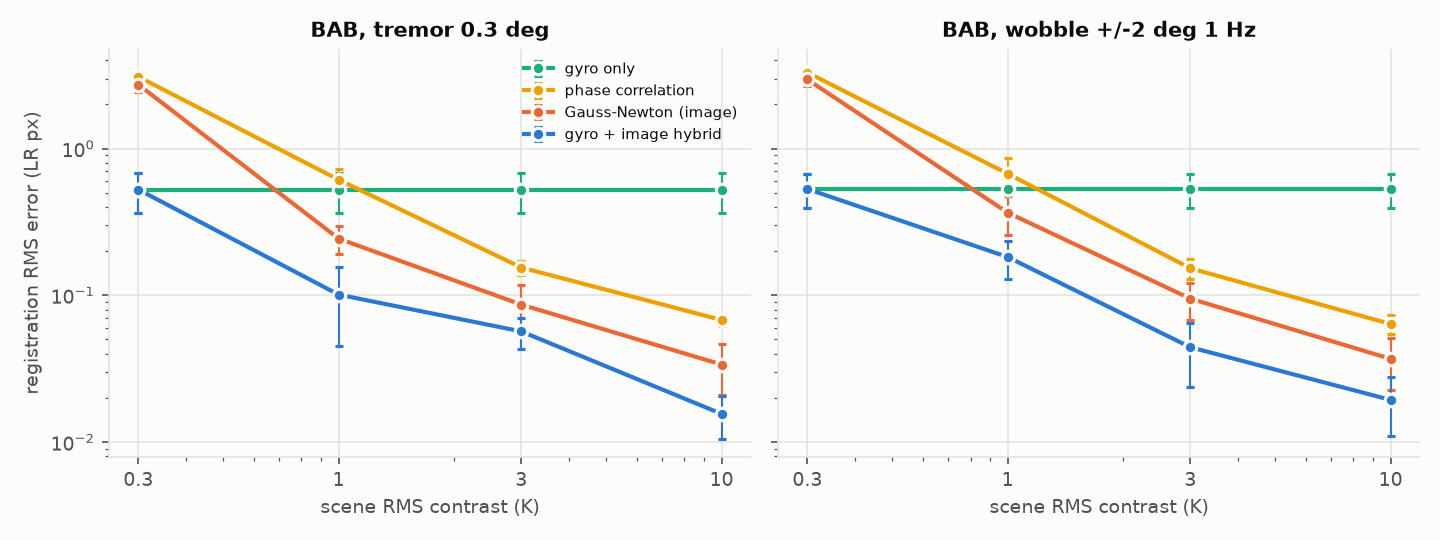 BAB, tremor 0.3 deg
BAB, wobble +/-2 deg 1 Hz
gyro only
phase correlation
Gauss-Newton (image)
gyro + image hybrid
registration RMS error (LR px)
10⁰
10⁻¹
10⁻²
0.3 1 3 10
0.3 1 3 10
scene RMS contrast (K)
scene RMS contrast (K)